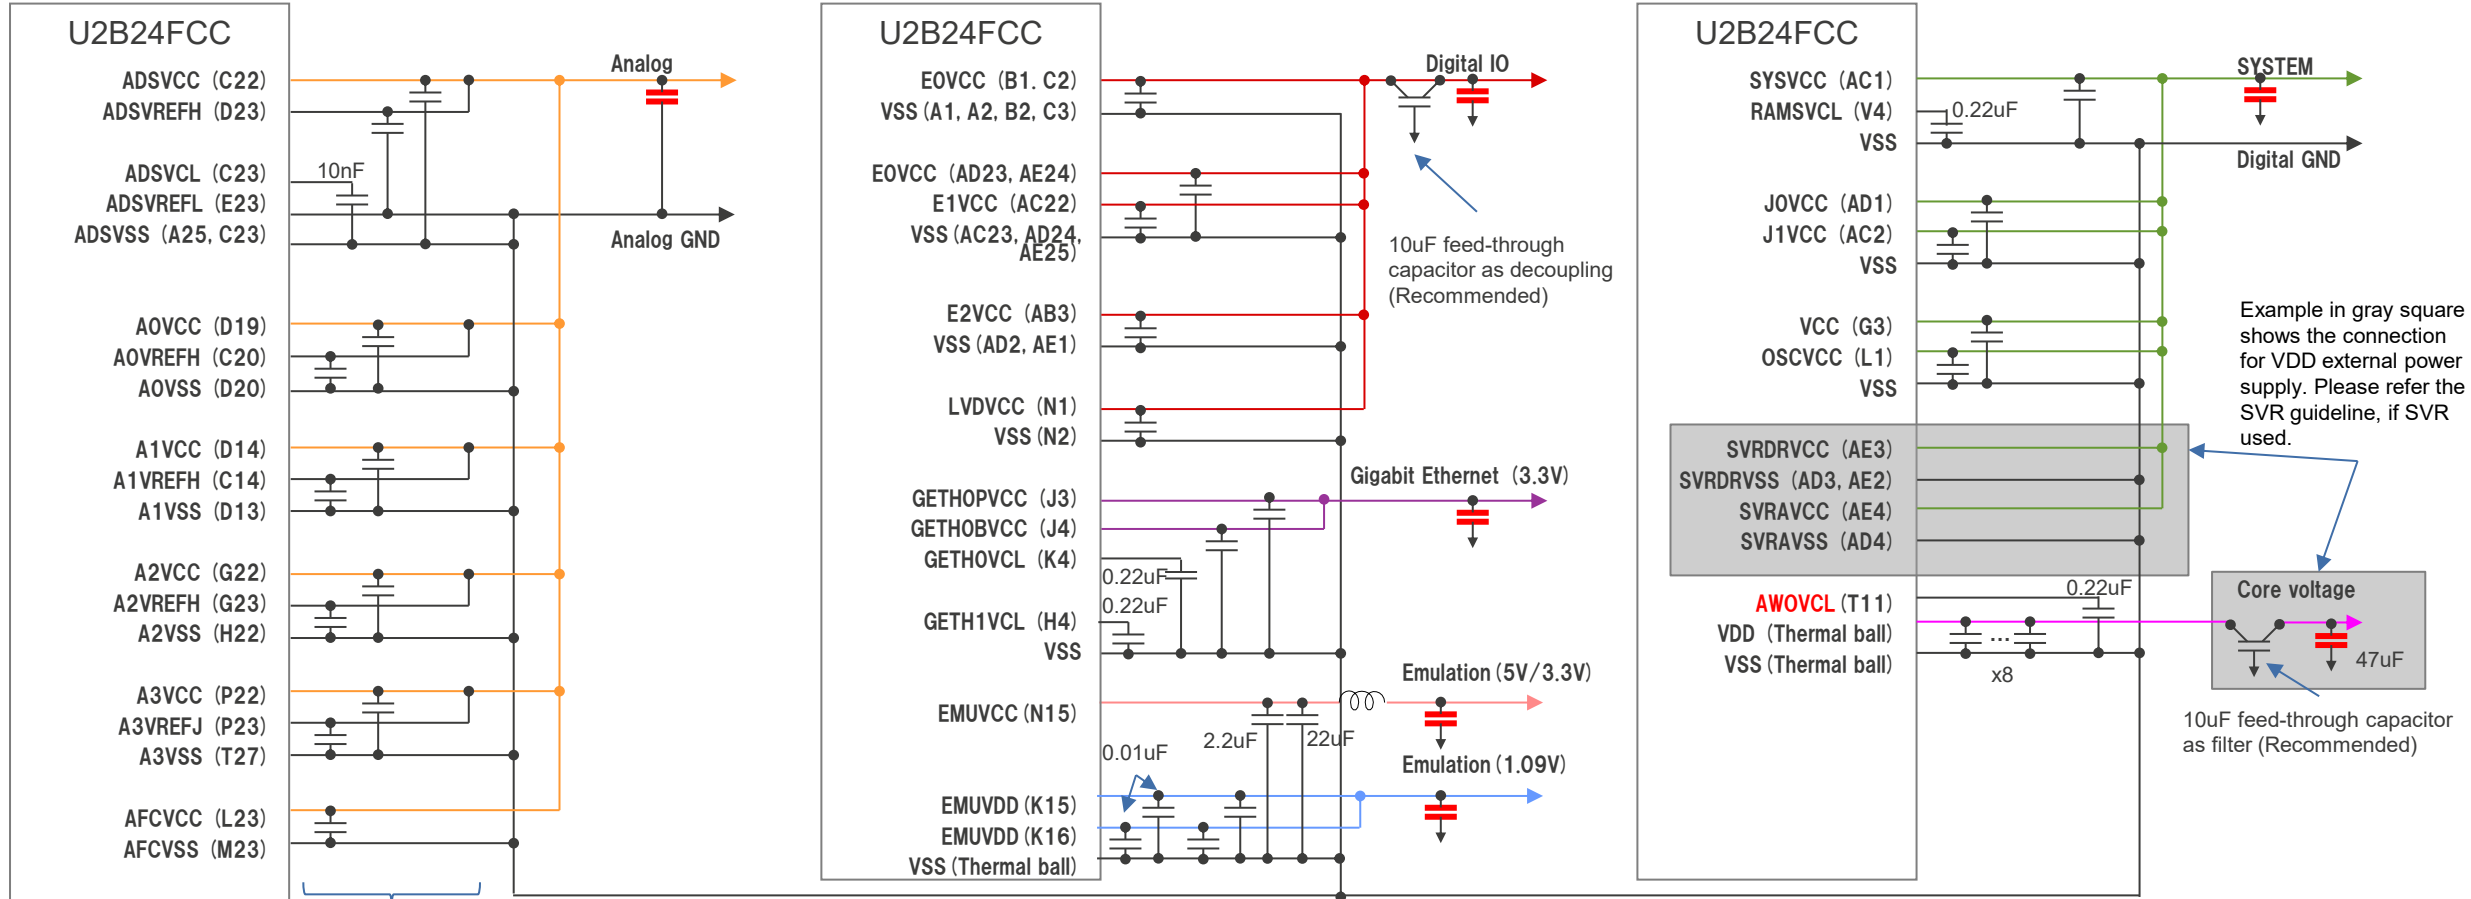 U2B24FCC
ADSVCC (C22)
ADSVREFH (D23)
ADSVCL (C23)
ADSVREFL (E23)
ADSVSS (A25, C23)
A0VCC (D19)
A0VREFH (C20)
A0VSS (D20)
A1VCC (D14)
A1VREFH (C14)
A1VSS (D13)
A2VCC (G22)
A2VREFH (G23)
A2VSS (H22)
A3VCC (P22)
A3VREFJ (P23)
A3VSS (T27)
AFCVCC (L23)
AFCVSS (M23)
10nF
Analog
Analog GND
U2B24FCC
E0VCC (B1. C2)
VSS (A1, A2, B2, C3)
E0VCC (AD23, AE24)
E1VCC (AC22)
VSS (AC23, AD24,
AE25)
E2VCC (AB3)
VSS (AD2, AE1)
LVDVCC (N1)
VSS (N2)
GETH0PVCC (J3)
GETH0BVCC (J4)
GETH0VCL (K4)
GETH1VCL (H4)
VSS
EMUVCC (N15)
EMUVDD (K15)
EMUVDD (K16)
VSS (Thermal ball)
Digital IO
10uF feed-through
capacitor as decoupling
(Recommended)
Gigabit Ethernet (3.3V)
0.22uF
0.22uF
Emulation (5V/3.3V)
2.2uF
22uF
0.01uF
Emulation (1.09V)
U2B24FCC
SYSVCC (AC1)
RAMSVCL (V4)
VSS
J0VCC (AD1)
J1VCC (AC2)
VSS
VCC (G3)
OSCVCC (L1)
VSS
SVRDRVCC (AE3)
SVRDRVSS (AD3, AE2)
SVRAVCC (AE4)
SVRAVSS (AD4)
AWOVCL (T11)
VDD (Thermal ball)
VSS (Thermal ball)
0.22uF
SYSTEM
Digital GND
Example in gray square
shows the connection
for VDD external power
supply. Please refer the
SVR guideline, if SVR
used.
0.22uF
...
x8
Core voltage
47uF
10uF feed-through capacitor
as filter (Recommended)